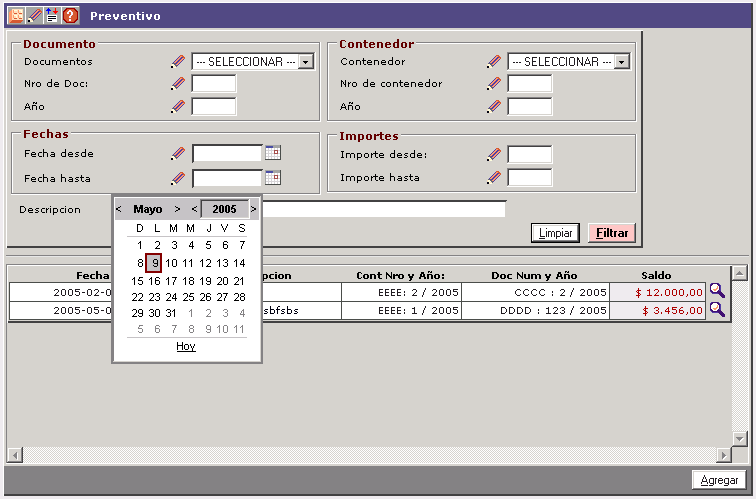 Preventivo
Documento
Documentos --- SELECCIONAR ---
Nro de Doc:
Año
Contenedor
Contenedor --- SELECCIONAR ---
Nro de contenedor
Año
Fechas
Fecha desde
Fecha hasta
Importes
Importe desde:
Importe hasta
Descripcion
Limpiar Filtrar
< Mayo > < 2005 >
D L M M J V S
1 2 3 4 5 6 7
8 9 10 11 12 13 14
15 16 17 18 19 20 21
22 23 24 25 26 27 28
29 30 31 1 2 3 4
5 6 7 8 9 10 11
Hoy
Fecha pcion Cont Nro y Año: Doc Num y Año Saldo
2005-02-0 EEEE: 2 / 2005 CCCC : 2 / 2005 $ 12.000,00
2005-05-0 sbfsbs EEEE: 1 / 2005 DDDD : 123 / 2005 $ 3.456,00
Agregar